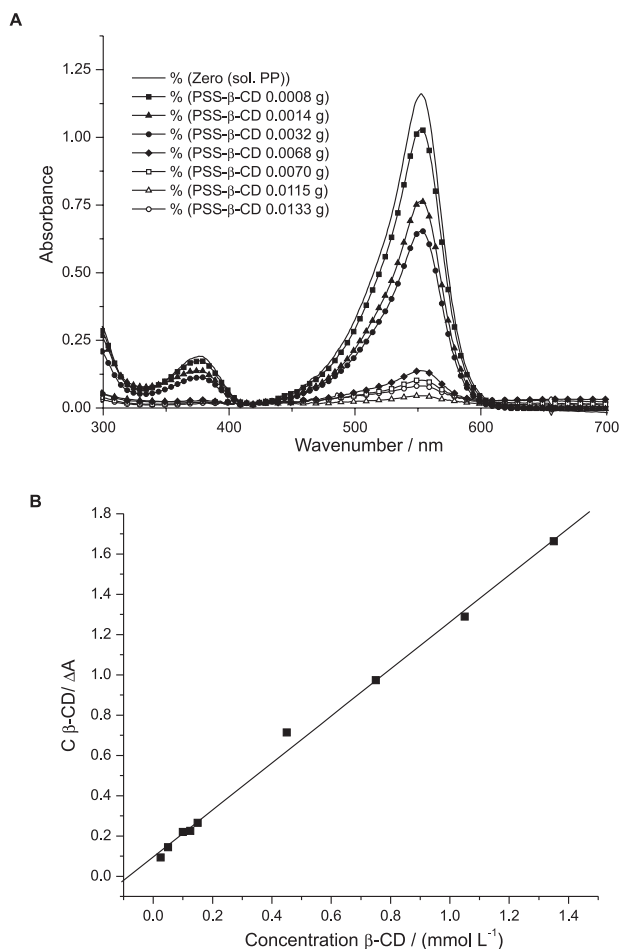 A
1.25
1.00
0.75
0.50
0.25
0.00
Absorbance
% (Zero (sol. PP))
% (PSS-β-CD 0.0008 g)
% (PSS-β-CD 0.0014 g)
% (PSS-β-CD 0.0032 g)
% (PSS-β-CD 0.0068 g)
% (PSS-β-CD 0.0070 g)
% (PSS-β-CD 0.0115 g)
% (PSS-β-CD 0.0133 g)
300 400 500 600 700
Wavenumber / nm
B
1.8
1.6
1.4
1.2
1.0
0.8
0.6
0.4
0.2
0.0
C β-CD/ ΔA
0.0 0.2 0.4 0.6 0.8 1.0 1.2 1.4
Concentration β-CD / (mmol L⁻¹)